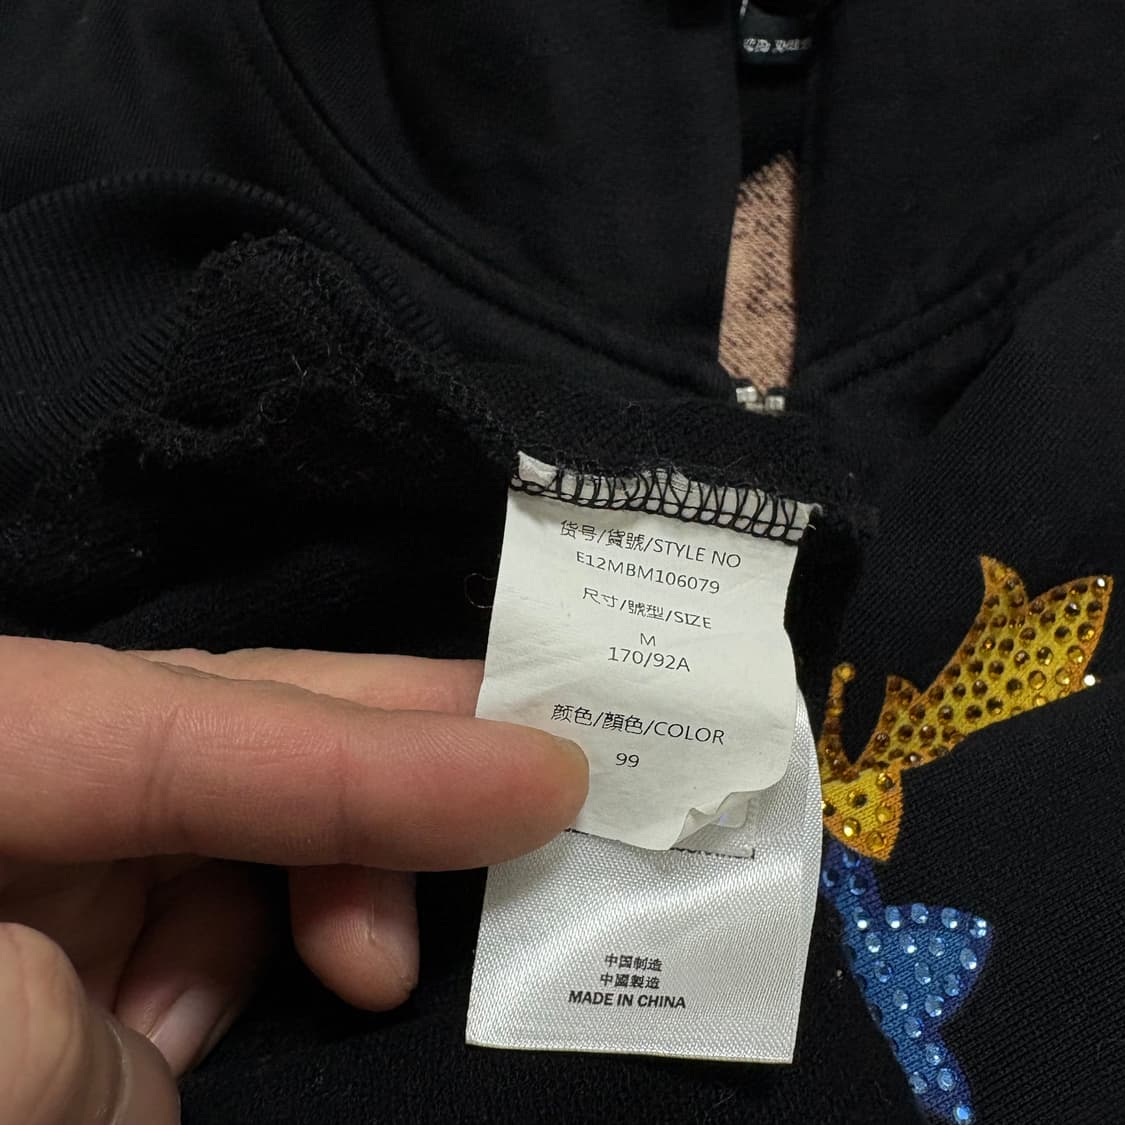 货号/貨號/STYLE NO
E12MBM106079
尺寸/號型/SIZE
M
170/92A
颜色/顏色/COLOR
99
中国制造
中國製造
MADE IN CHINA